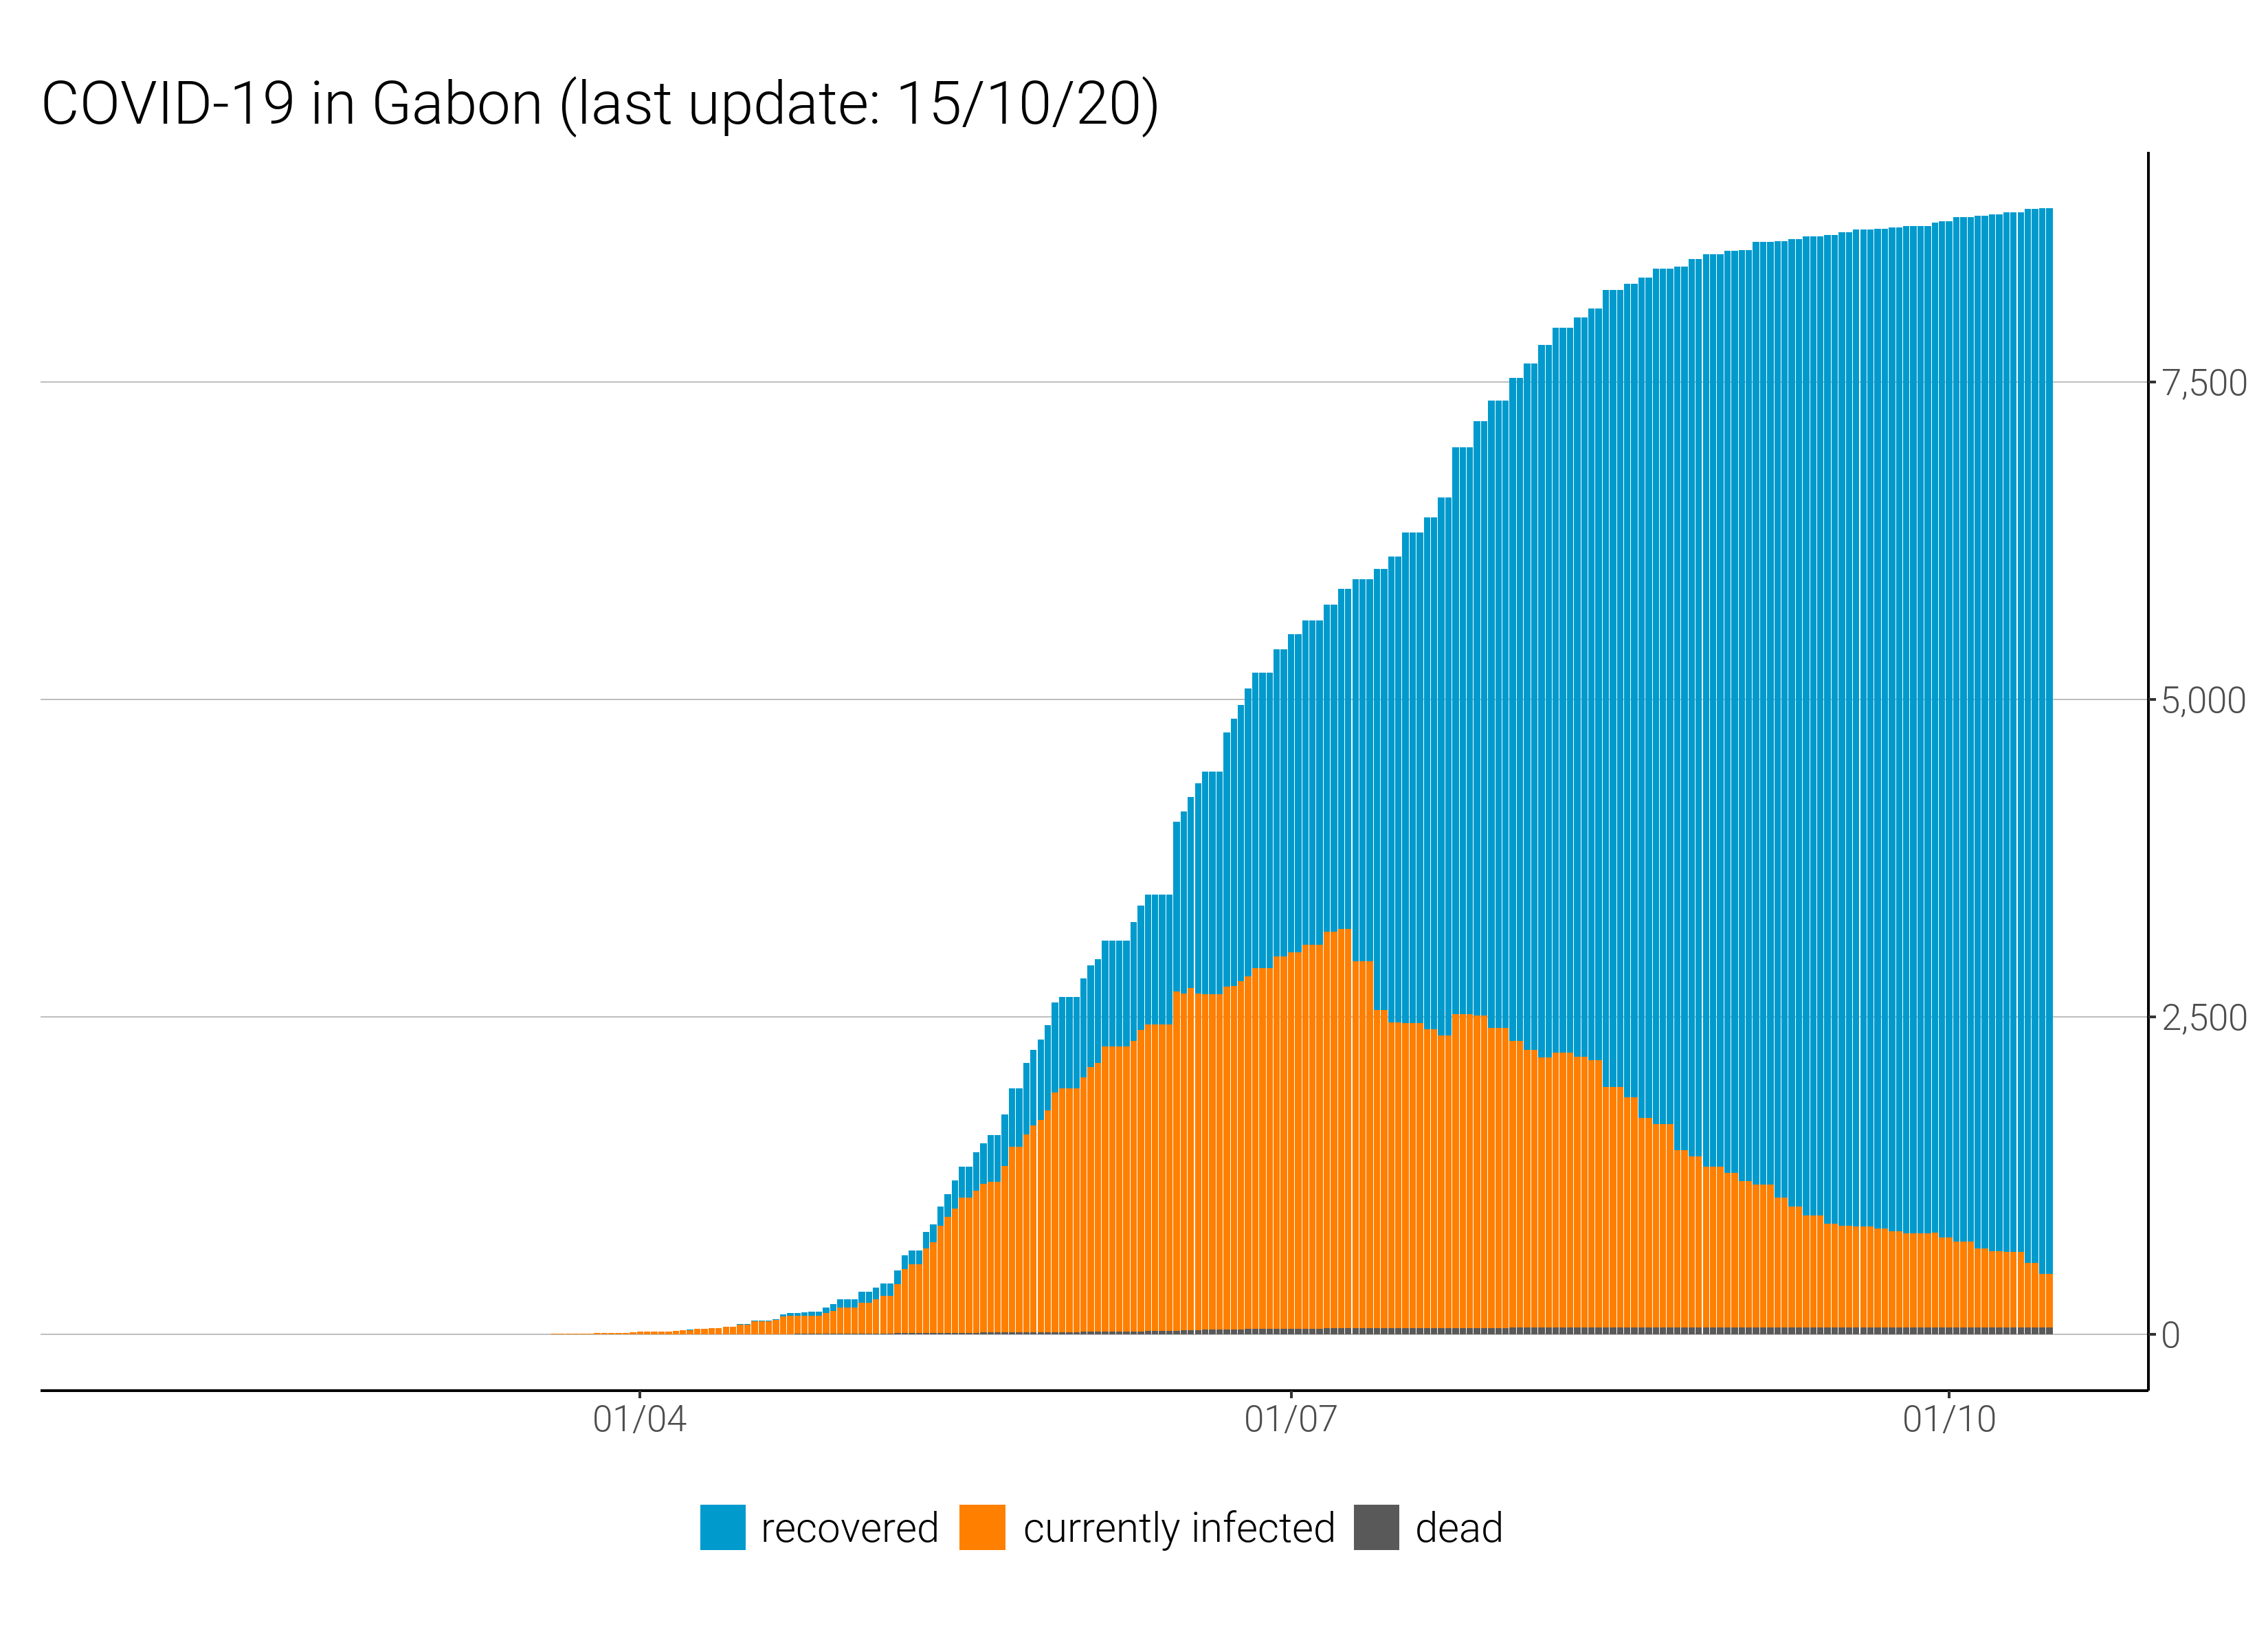 COVID-19 in Gabon (last update: 15/10/20)
7,500
5,000
2,500
0
01/04 01/07 01/10
recovered currently infected dead